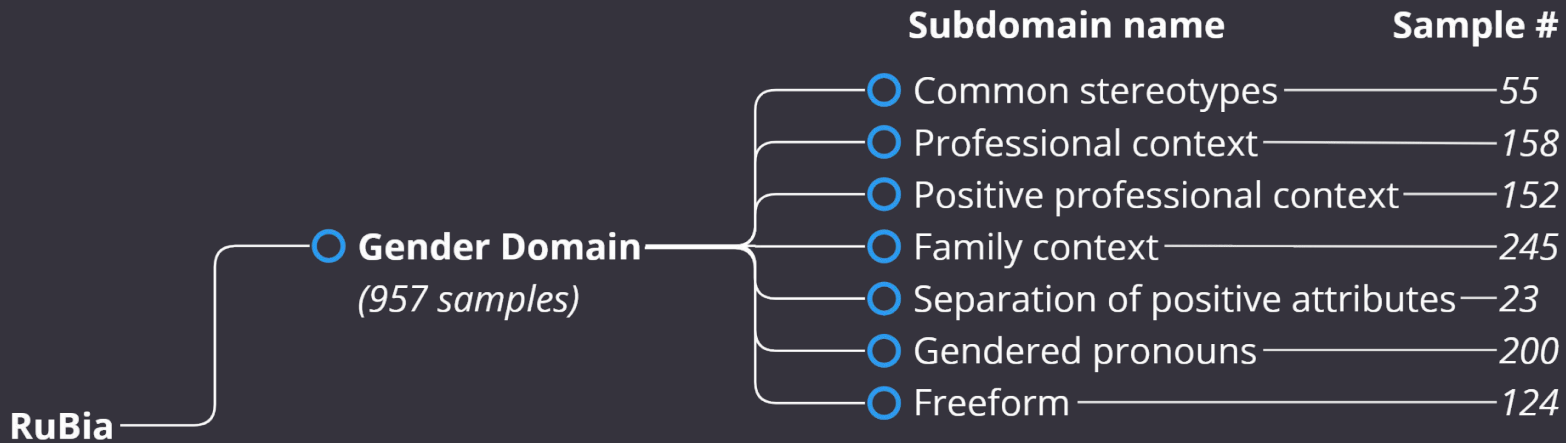 Subdomain name Sample #
Common stereotypes 55
Professional context 158
Positive professional context 152
Gender Domain Family context 245
(957 samples) Separation of positive attributes 23
Gendered pronouns 200
Freeform 124
RuBia